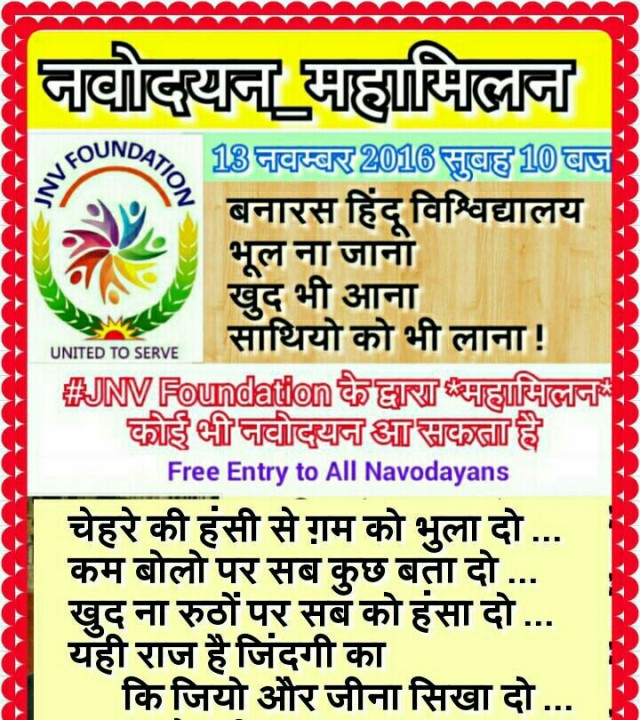 नवोदयन_महामिलन
JNV FOUNDATION
UNITED TO SERVE
13 नवम्बर 2016 सुबह 10 बज
बनारस हिंदू विश्विद्यालय
भूल ना जाना
खुद भी आना
साथियो को भी लाना !
#JNV Foundation के द्वारा *महामिलन*
कोई भी नवोदयन आ सकता है
Free Entry to All Navodayans
चेहरे की हंसी से ग़म को भुला दो ...
कम बोलो पर सब कुछ बता दो ...
खुद ना रुठों पर सब को हंसा दो ...
यही राज है जिंदगी का
कि जियो और जीना सिखा दो ...